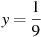 y = 1/9